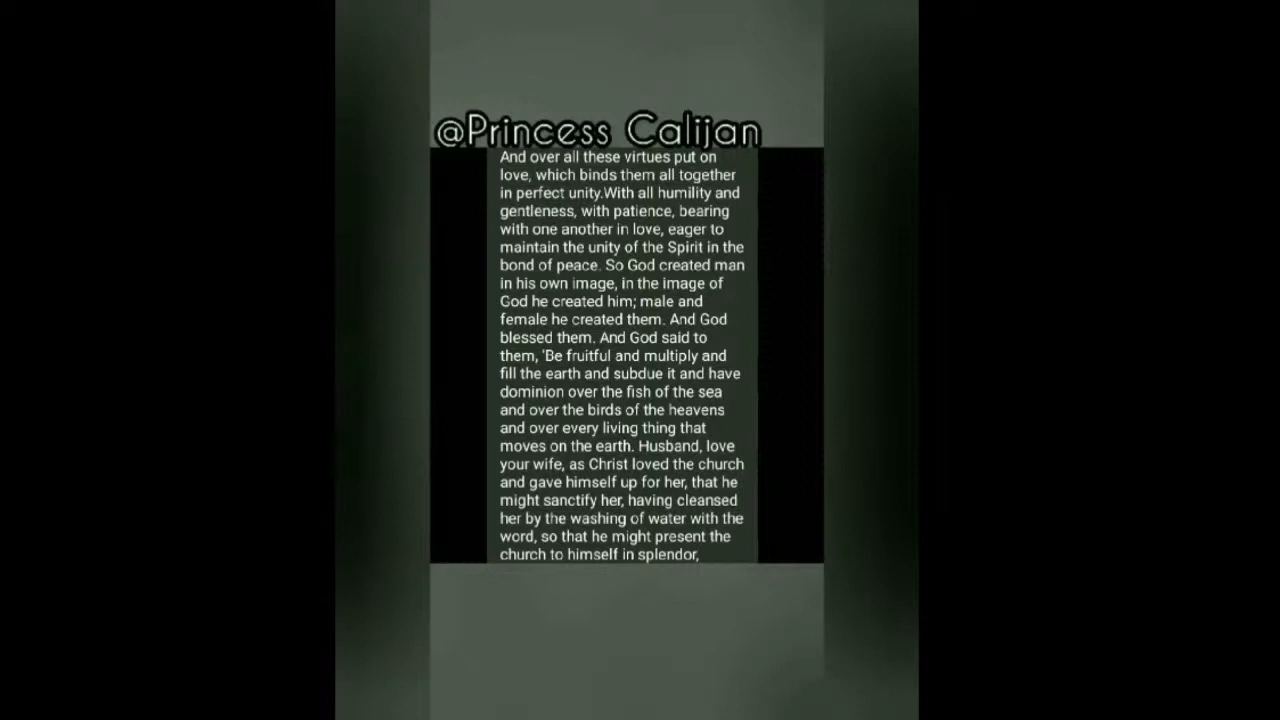 @Princess Calijan
And over all these virtues put on
love, which binds them all together
in perfect unity.With all humility and
gentleness, with patience, bearing
with one another in love, eager to
maintain the unity of the Spirit in the
bond of peace. So God created man
in his own image, in the image of
God he created him; male and
female he created them. And God
blessed them. And God said to
them, 'Be fruitful and multiply and
fill the earth and subdue it and have
dominion over the fish of the sea
and over the birds of the heavens
and over every living thing that
moves on the earth. Husband, love
your wife, as Christ loved the church
and gave himself up for her, that he
might sanctify her, having cleansed
her by the washing of water with the
word, so that he might present the
church to himself in splendor,